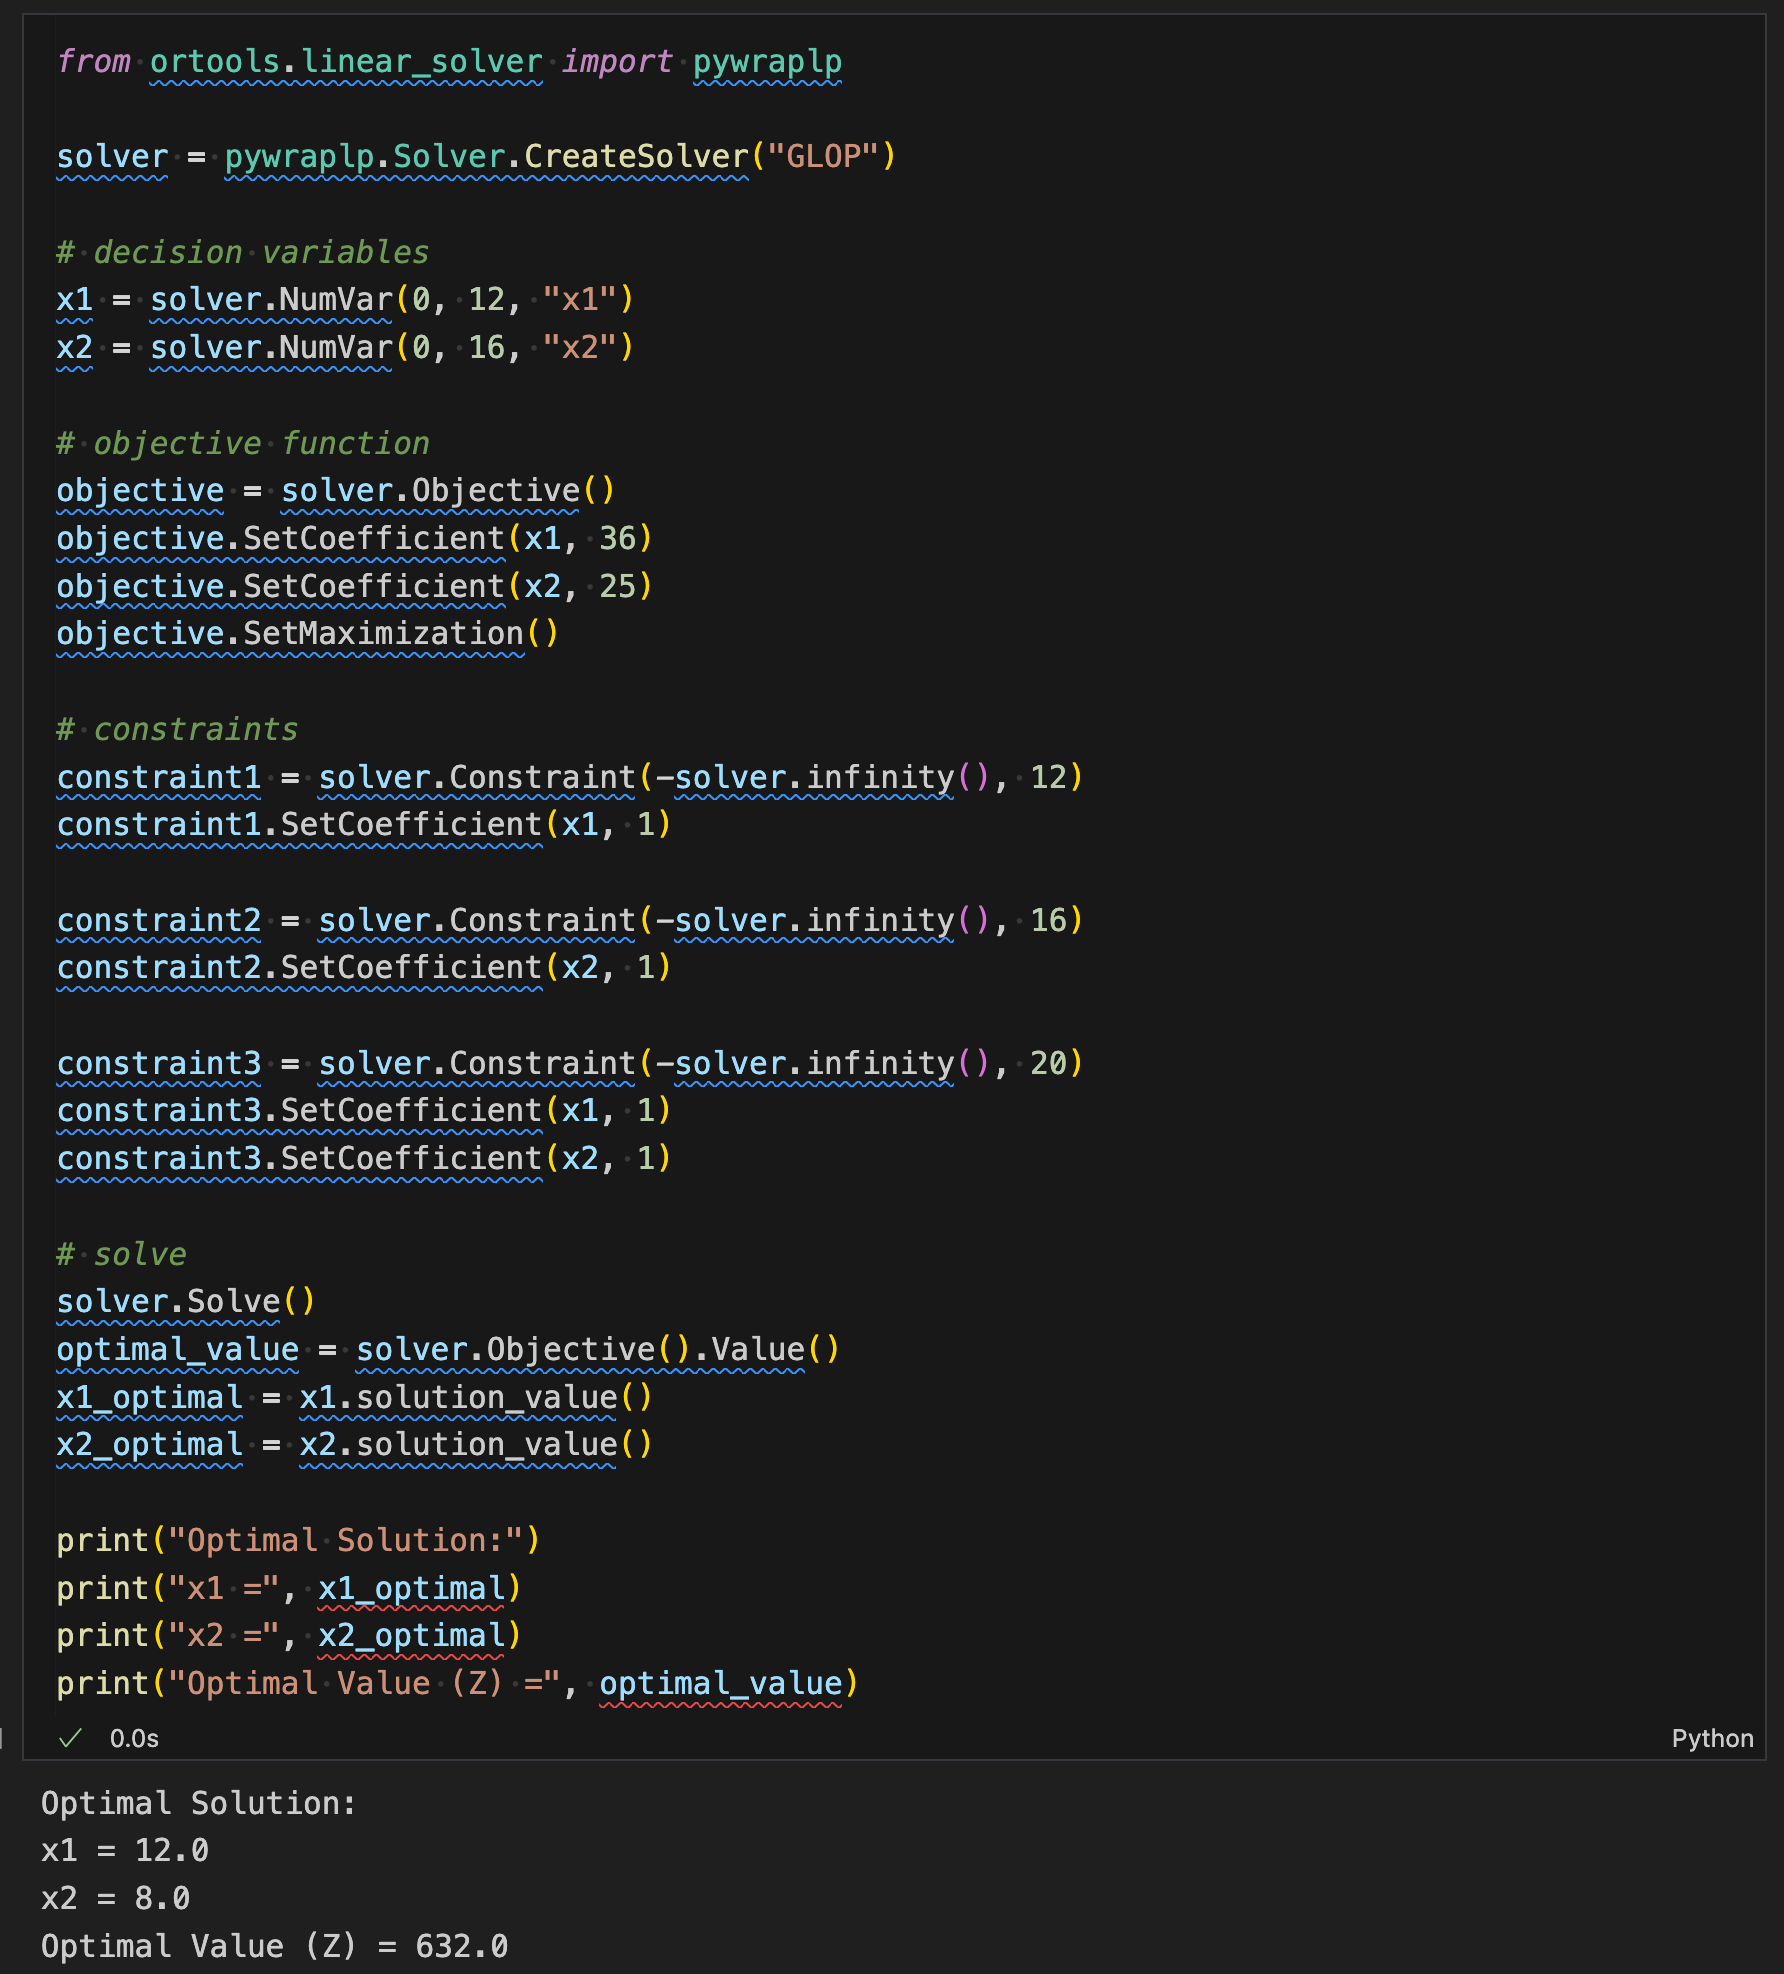 from ortools.linear_solver import pywraplp
solver = pywraplp.Solver.CreateSolver("GLOP")
# decision variables
x1 = solver.NumVar(0, 12, "x1")
x2 = solver.NumVar(0, 16, "x2")
# objective function
objective = solver.Objective()
objective.SetCoefficient(x1, 36)
objective.SetCoefficient(x2, 25)
objective.SetMaximization()
# constraints
constraint1 = solver.Constraint(-solver.infinity(), 12)
constraint1.SetCoefficient(x1, 1)
constraint2 = solver.Constraint(-solver.infinity(), 16)
constraint2.SetCoefficient(x2, 1)
constraint3 = solver.Constraint(-solver.infinity(), 20)
constraint3.SetCoefficient(x1, 1)
constraint3.SetCoefficient(x2, 1)
# solve
solver.Solve()
optimal_value = solver.Objective().Value()
x1_optimal = x1.solution_value()
x2_optimal = x2.solution_value()
print("Optimal Solution:")
print("x1 =", x1_optimal)
print("x2 =", x2_optimal)
print("Optimal Value (Z) =", optimal_value)
✓ 0.0s Python
Optimal Solution:
x1 = 12.0
x2 = 8.0
Optimal Value (Z) = 632.0